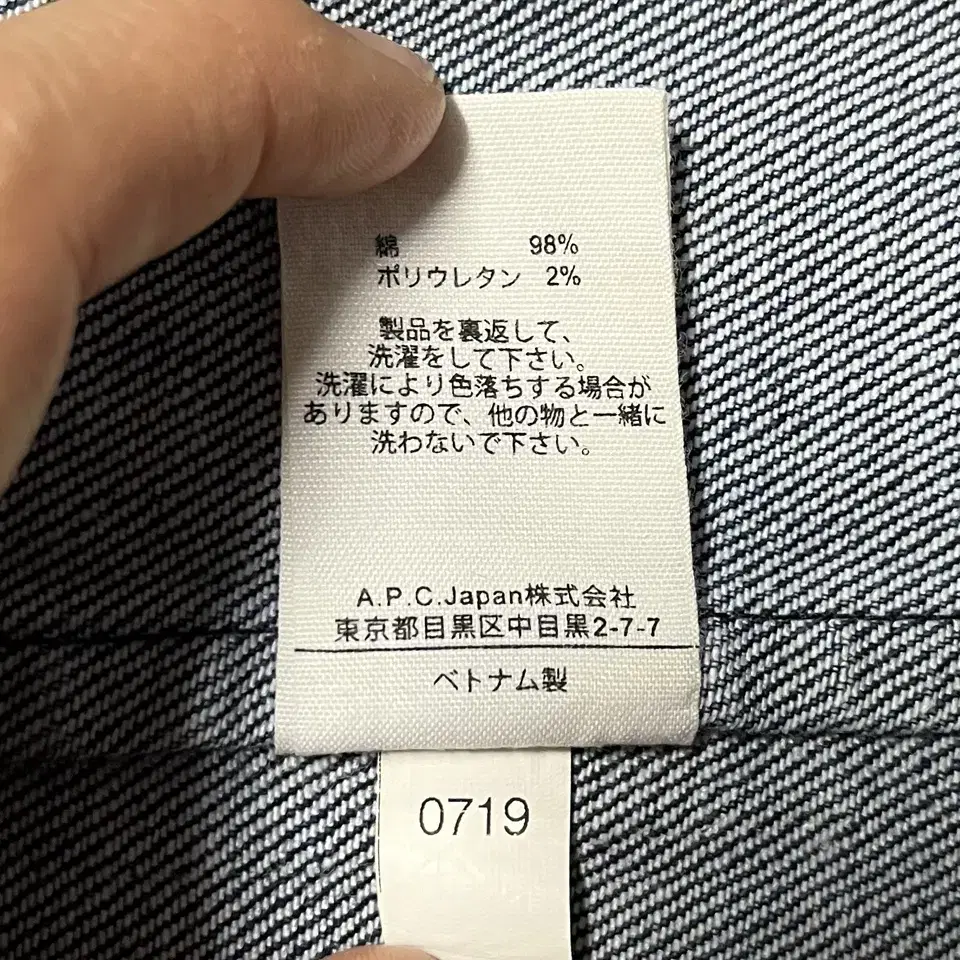 綿 98%
ポリウレタン 2%
製品を裏返して、
洗濯をして下さい。
洗濯により色落ちする場合が
ありますので、他の物と一緒に
洗わないで下さい。
A.P.C.Japan株式会社
東京都目黒区中目黒2-7-7
ベトナム製
0719